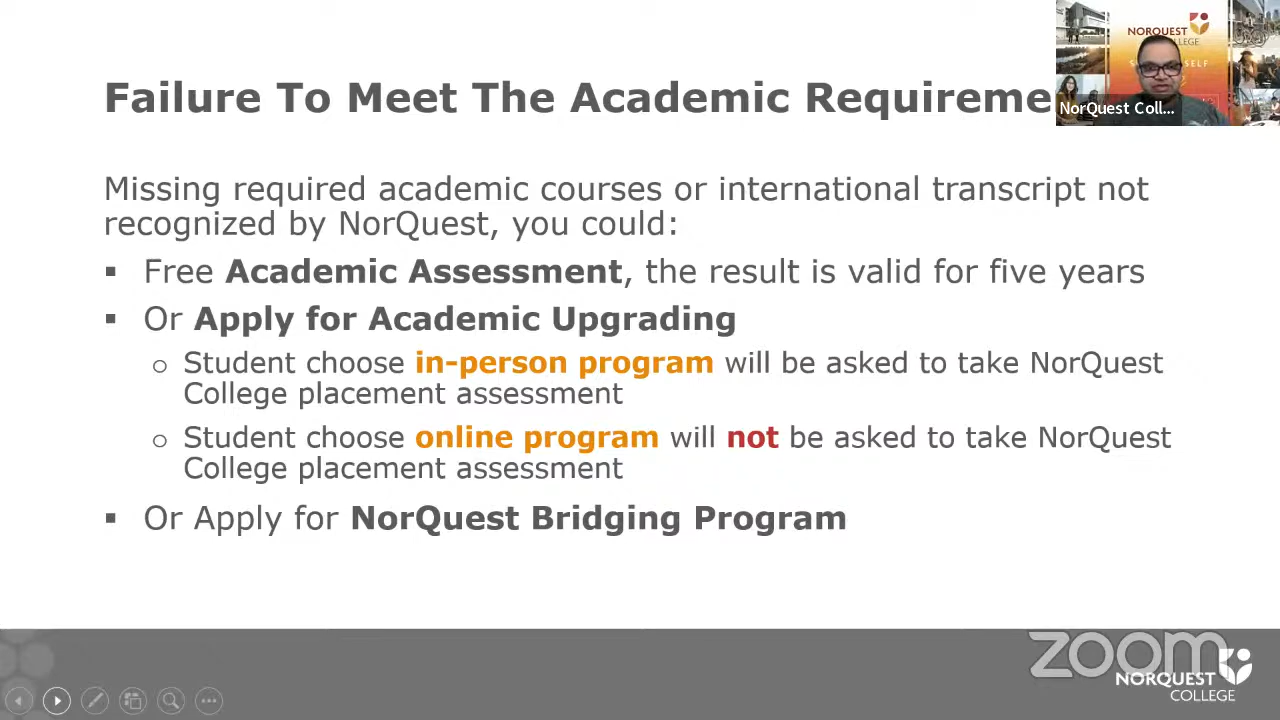 Failure To Meet The Academic Requireme
NORQUEST
NorQuest Coll...
Missing required academic courses or international transcript not
recognized by NorQuest, you could:
▪ Free Academic Assessment, the result is valid for five years
▪ Or Apply for Academic Upgrading
o Student choose in-person program will be asked to take NorQuest
College placement assessment
o Student choose online program will not be asked to take NorQuest
College placement assessment
▪ Or Apply for NorQuest Bridging Program
zoom
NORQUEST
COLLEGE